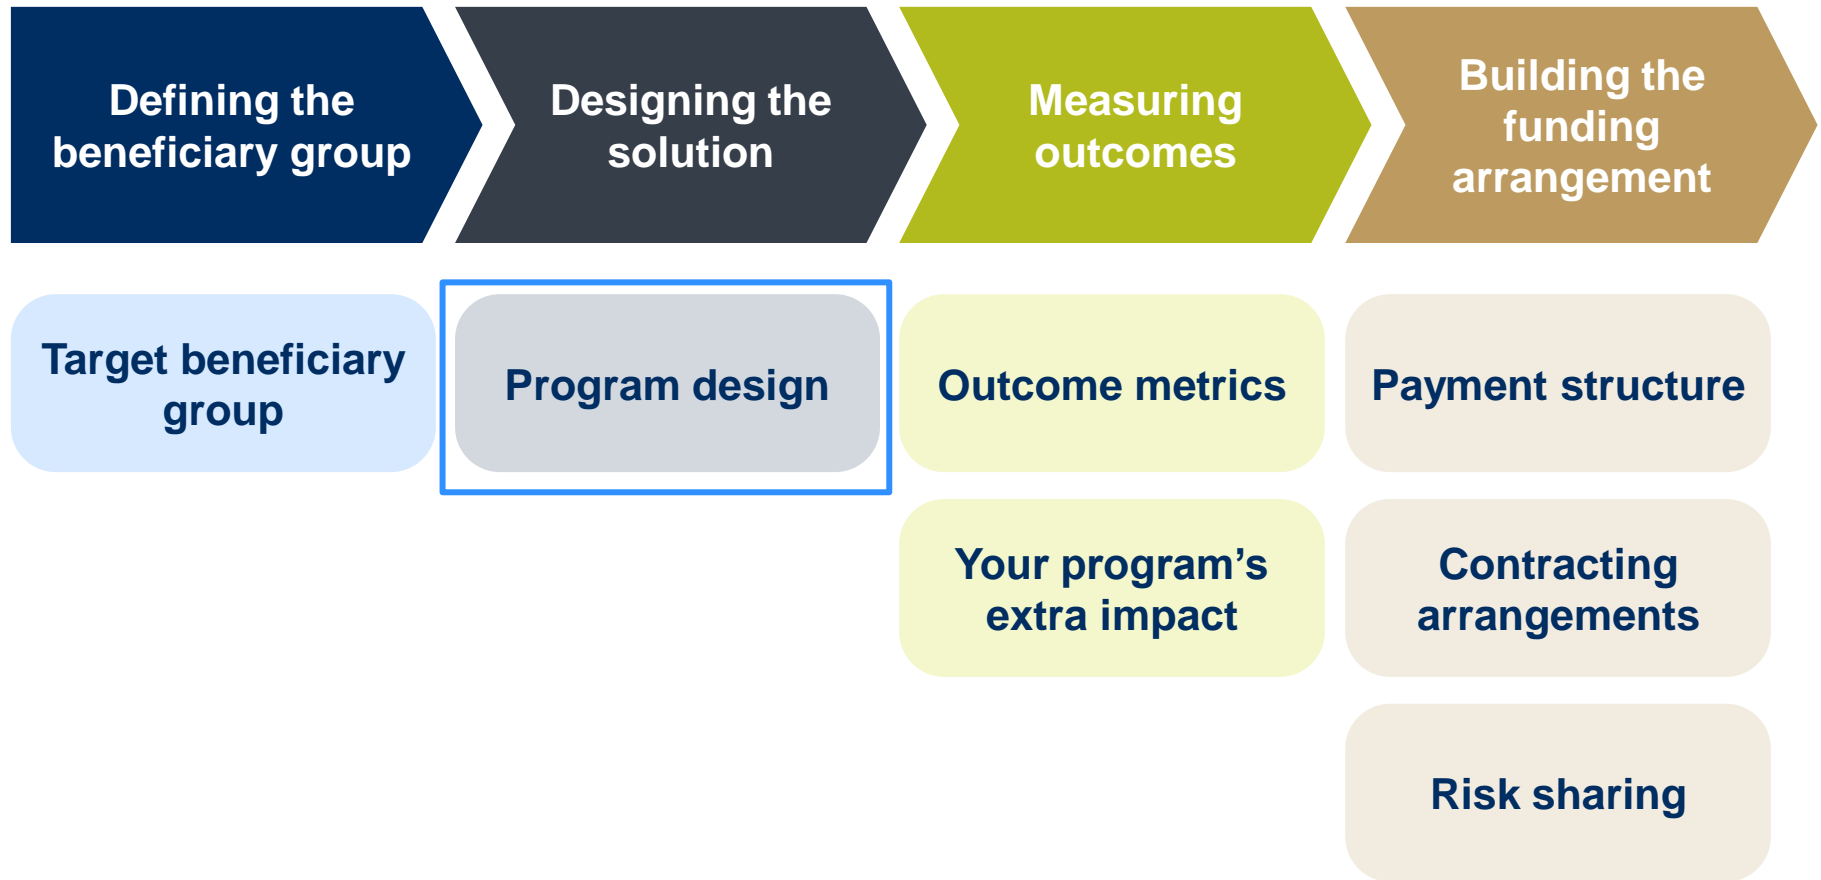 Defining the
beneficiary group
Designing the
solution
Measuring
outcomes
Building the
funding
arrangement
Target beneficiary
group
Program design
Outcome metrics
Payment structure
Your program’s
extra impact
Contracting
arrangements
Risk sharing